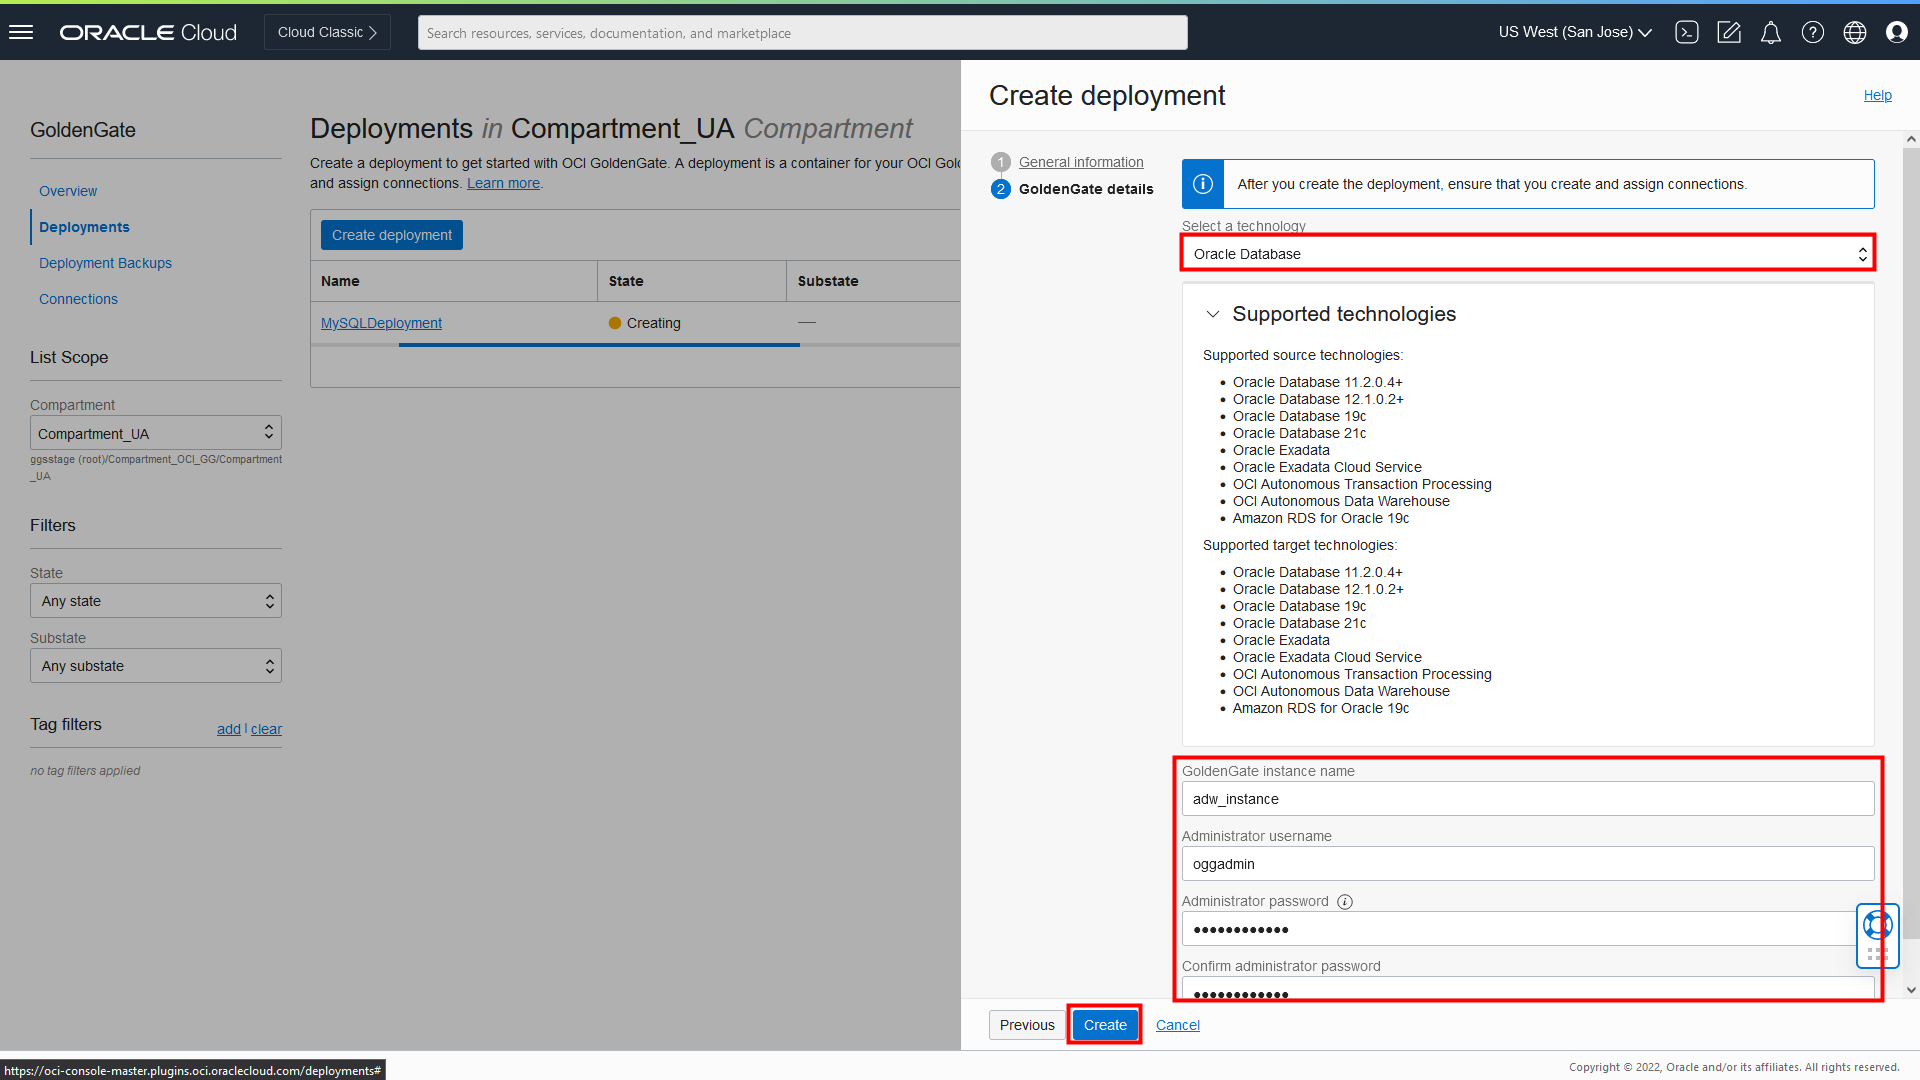 ORACLE Cloud
Cloud Classic
Search resources, services, documentation, and marketplace
US West (San Jose)
GoldenGate
Overview
Deployments
Deployment Backups
Connections
List Scope
Compartment
Compartment_UA
ggsstage (root)/Compartment_OCI_GG/Compartment
_UA
Filters
State
Any state
Substate
Any substate
Tag filters
add | clear
no tag filters applied
Deployments in Compartment_UA Compartment
Create a deployment to get started with OCI GoldenGate. A deployment is a container for your OCI Gol
and assign connections. Learn more.
Create deployment
Name State Substate
MySQLDeployment Creating —
Create deployment
Help
1 General information
2 GoldenGate details
After you create the deployment, ensure that you create and assign connections.
Select a technology
Oracle Database
Supported technologies
Supported source technologies:
• Oracle Database 11.2.0.4+
• Oracle Database 12.1.0.2+
• Oracle Database 19c
• Oracle Database 21c
• Oracle Exadata
• Oracle Exadata Cloud Service
• OCI Autonomous Transaction Processing
• OCI Autonomous Data Warehouse
• Amazon RDS for Oracle 19c
Supported target technologies:
• Oracle Database 11.2.0.4+
• Oracle Database 12.1.0.2+
• Oracle Database 19c
• Oracle Database 21c
• Oracle Exadata
• Oracle Exadata Cloud Service
• OCI Autonomous Transaction Processing
• OCI Autonomous Data Warehouse
• Amazon RDS for Oracle 19c
GoldenGate instance name
adw_instance
Administrator username
oggadmin
Administrator password
••••••••••••
Confirm administrator password
••••••••••••
Previous Create Cancel
https://oci-console-master.plugins.oci.oraclecloud.com/deployments#
Copyright © 2022, Oracle and/or its affiliates. All rights reserved.